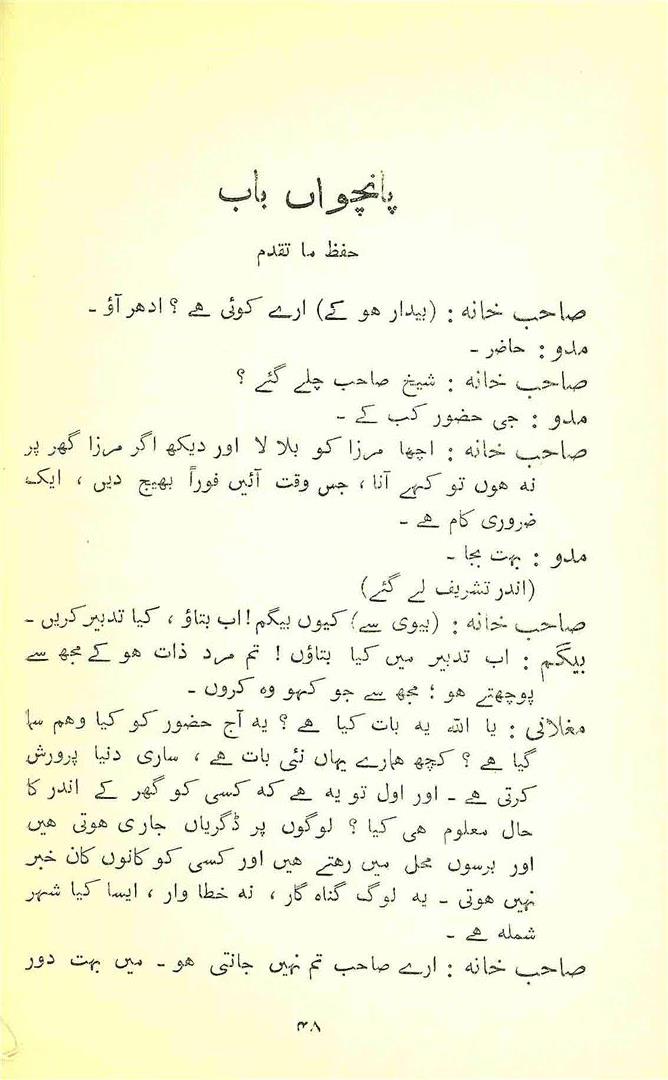 پانچواں باب
حفظ ما تقدم
صاحب خانہ : (بیدار ہو کے) ارے کوئی ہے ؟ ادھر آؤ ۔
مدو : حاضر ۔
صاحب خانہ : شیخ صاحب چلے گئے ؟
مدو : جی حضور کب کے ۔
صاحب خانہ : اچھا مرزا کو بلا لا اور دیکھ اگر مرزا گھر پر
نہ ہوں تو کہے آنا ، جس وقت آئیں فوراً بھیج دیں ، ایک
ضروری کام ہے ۔
مدو : بہت بجا ۔
(اندر تشریف لے گئے)
صاحب خانہ : (بیوی سے) کیوں بیگم ! اب بتاؤ ، کیا تدبیر کریں ۔
بیگم : اب تدبیر میں کیا بتاؤں ! تم مرد ذات ہو کے مجھ سے
پوچھتے ہو ؛ مجھ سے جو کہو وہ کروں ۔
مغلانی : یا اللہ یہ بات کیا ہے ؟ یہ آج حضور کو کیا وہم سما
گیا ہے ؟ کچھ ہمارے یہاں نئی بات ہے ، ساری دنیا پرورش
کرتی ہے ۔ اور اول تو یہ ہے کہ کسی کو گھر کے اندر کا
حال معلوم ہی کیا ؟ لوگوں پر ڈگریاں جاری ہوتی ہیں
اور برسوں محل میں رہتے ہیں اور کسی کو کانوں کان خبر
نہیں ہوتی ۔ یہ لوگ گناہ گار ، نہ خطا وار ، ایسا کیا شہر
شملہ ہے ۔
صاحب خانہ : ارے صاحب تم نہیں جانتی ہو ۔ میں بہت دور
۳۸